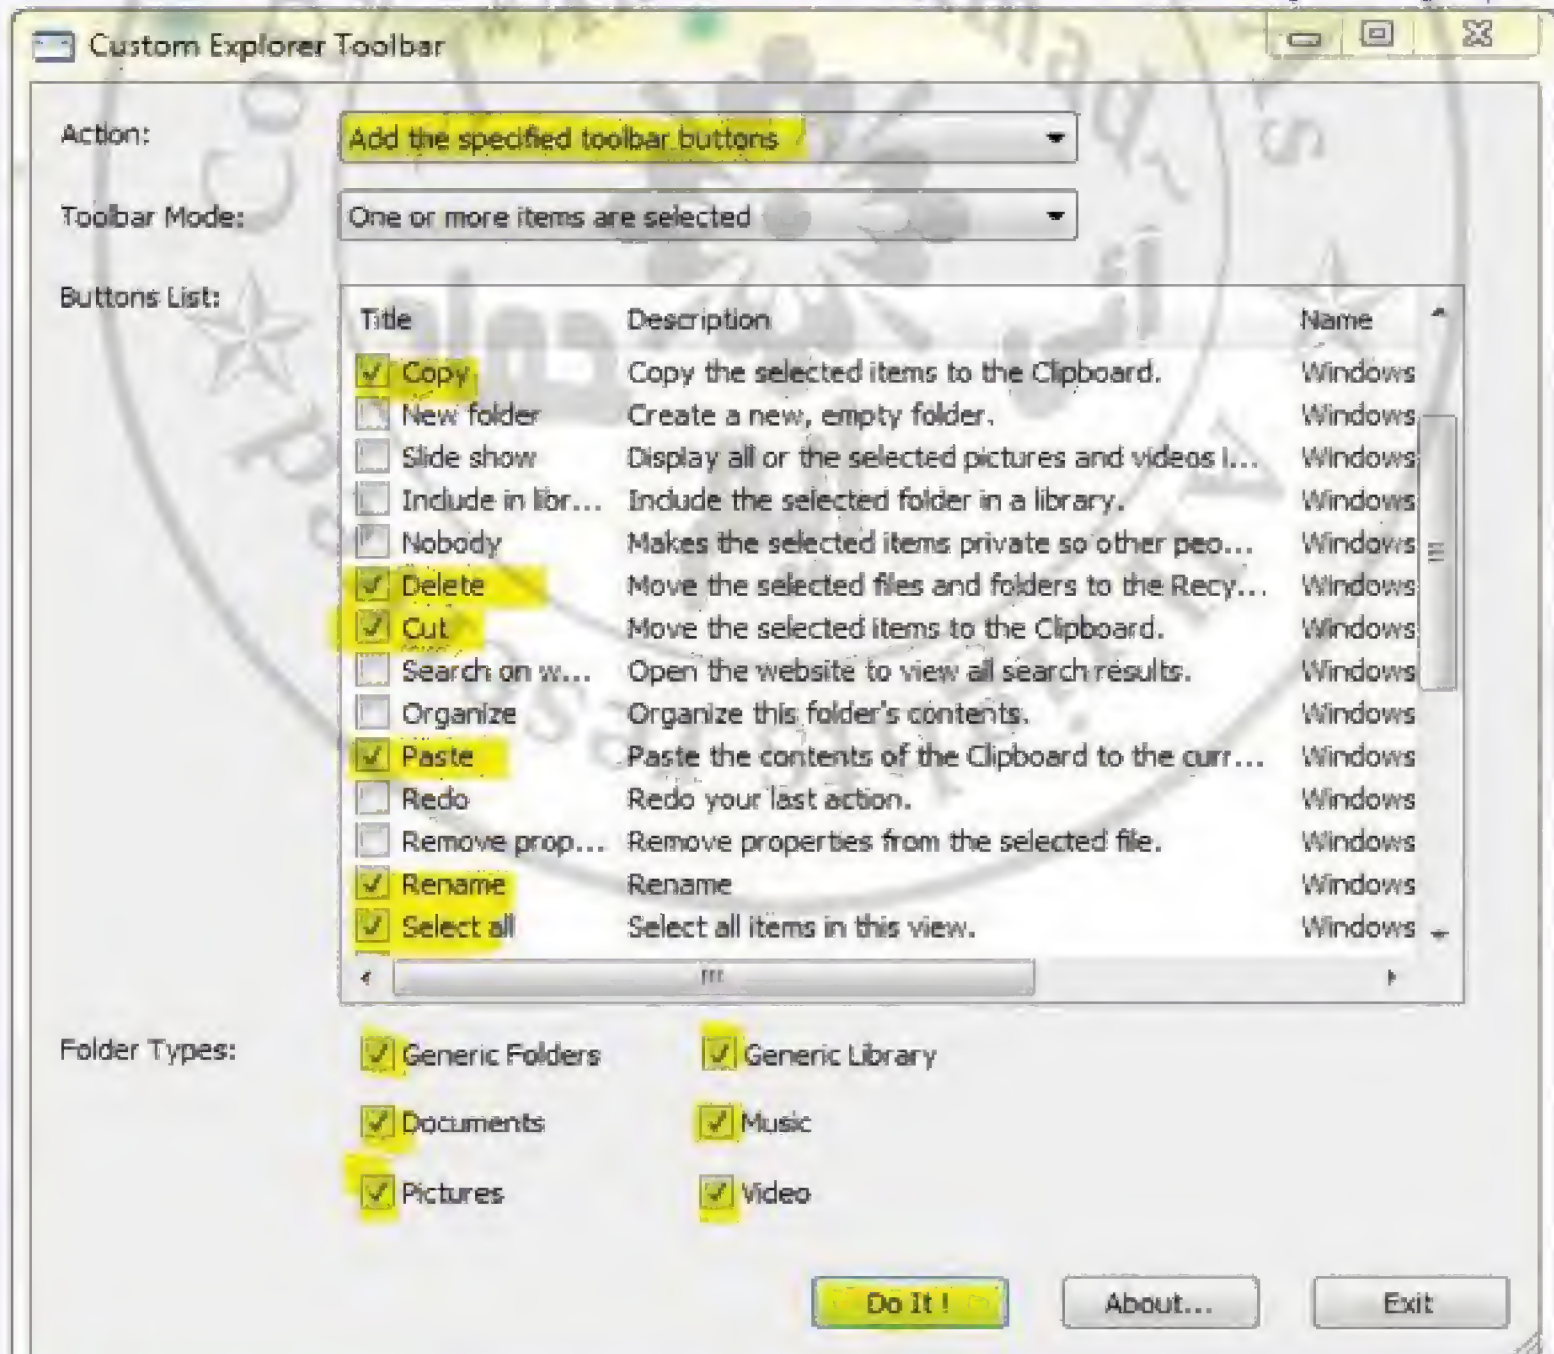 Custom Explorer Toolbar
Action:
Add the specified toolbar buttons
Toolbar Mode:
One or more items are selected
Buttons List:
Title Description Name
Copy Copy the selected items to the Clipboard. Windows
New folder Create a new, empty folder. Windows
Slide show Display all or the selected pictures and videos i... Windows
Include in libr... Include the selected folder in a library. Windows
Nobody Makes the selected items private so other peo... Windows
Delete Move the selected files and folders to the Recy... Windows
Cut Move the selected items to the Clipboard. Windows
Search on w... Open the website to view all search results. Windows
Organize Organize this folder's contents. Windows
Paste Paste the contents of the Clipboard to the curr... Windows
Redo Redo your last action. Windows
Remove prop... Remove properties from the selected file. Windows
Rename Rename Windows
Select all Select all items in this view. Windows
Folder Types:
Generic Folders Generic Library
Documents Music
Pictures Video
Do It ! About... Exit